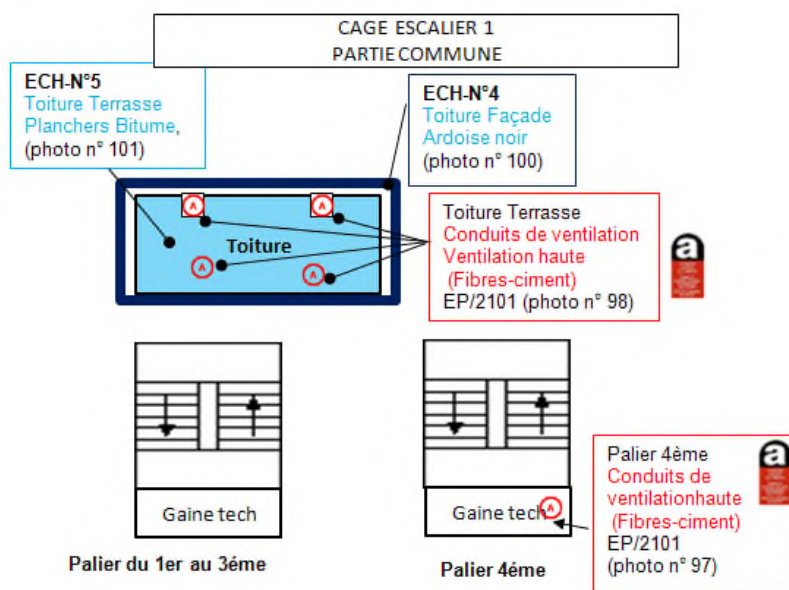 CAGE ESCALIER 1
PARTIE COMMUNE
ECH-N°5
Toiture Terrasse
Planchers Bitume,
(photo n° 101)
ECH-N°4
Toiture Façade
Ardoise noir
(photo n° 100)
A
A
Toiture
A
A
Toiture Terrasse
Conduits de ventilation
Ventilation haute
(Fibres-ciment)
EP/2101 (photo n° 98)
a
Gaine tech
Palier du 1er au 3éme
Gaine tech
A
Palier 4éme
Palier 4ème
Conduits de
ventilationhaute
(Fibres-ciment)
EP/2101
(photo n° 97)
a